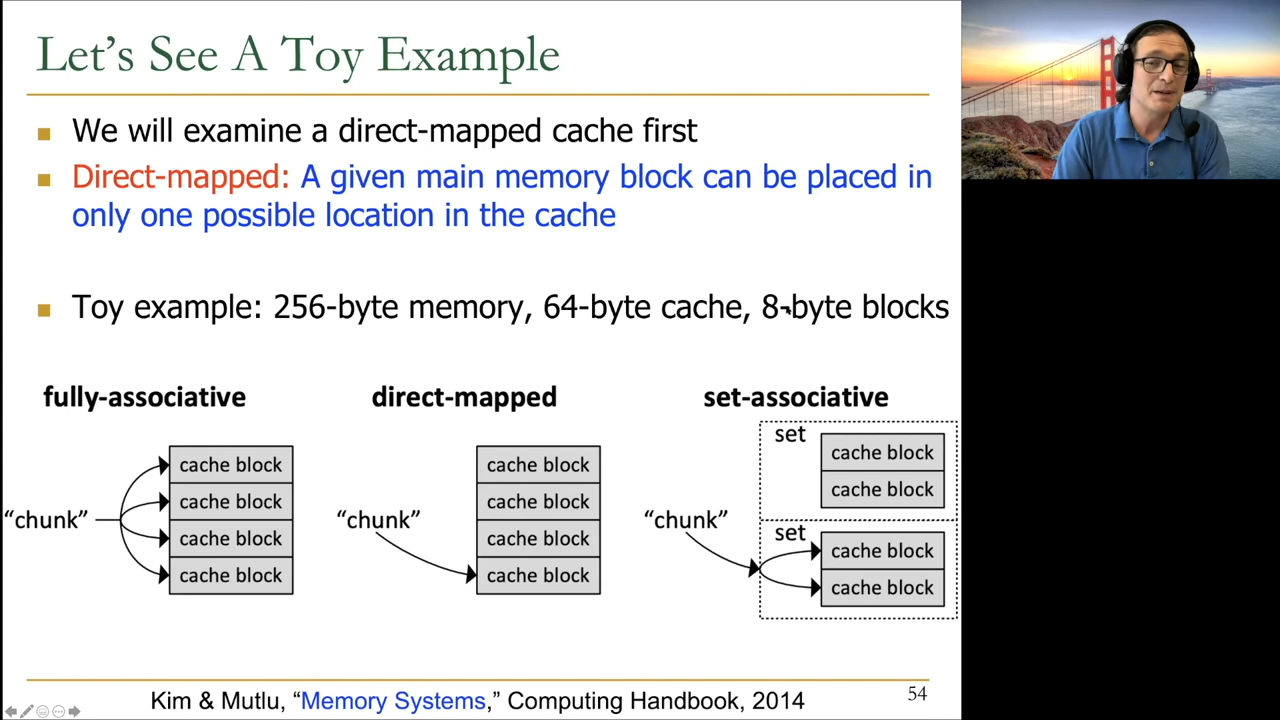 Let's See A Toy Example
We will examine a direct-mapped cache first
Direct-mapped: A given main memory block can be placed in
only one possible location in the cache
Toy example: 256-byte memory, 64-byte cache, 8-byte blocks
fully-associative
“chunk”
cache block
cache block
cache block
cache block
direct-mapped
“chunk”
cache block
cache block
cache block
cache block
set-associative
“chunk”
set
cache block
cache block
set
cache block
cache block
Kim & Mutlu, “Memory Systems,” Computing Handbook, 2014
54